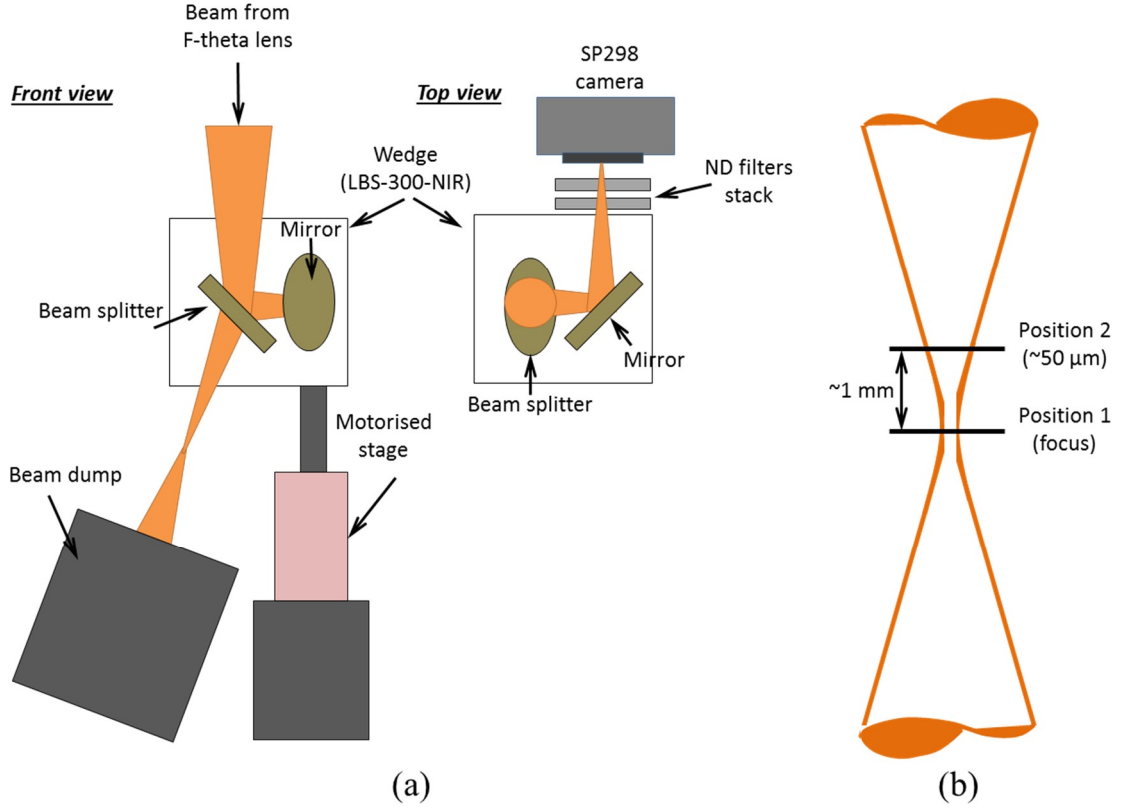 Beam from
F-theta lens
Front view
Top view
SP298
camera
Wedge
(LBS-300-NIR)
ND filters
stack
Mirror
Beam splitter
Mirror
Beam splitter
Motorised
stage
Beam dump
Position 2
(~50 µm)
~1 mm
Position 1
(focus)
(a)
(b)